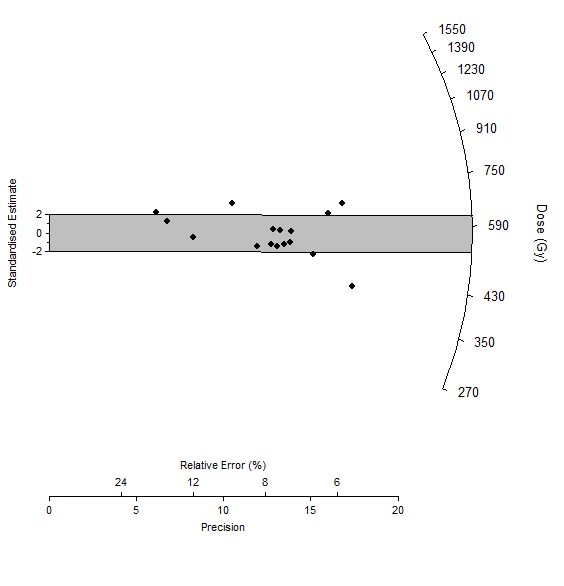 1550
1390
1230
1070
910
750
590
430
350
270
Dose (Gy)
Standardised Estimate
2
0
-2
Relative Error (%)
24 12 8 6
0 5 10 15 20
Precision